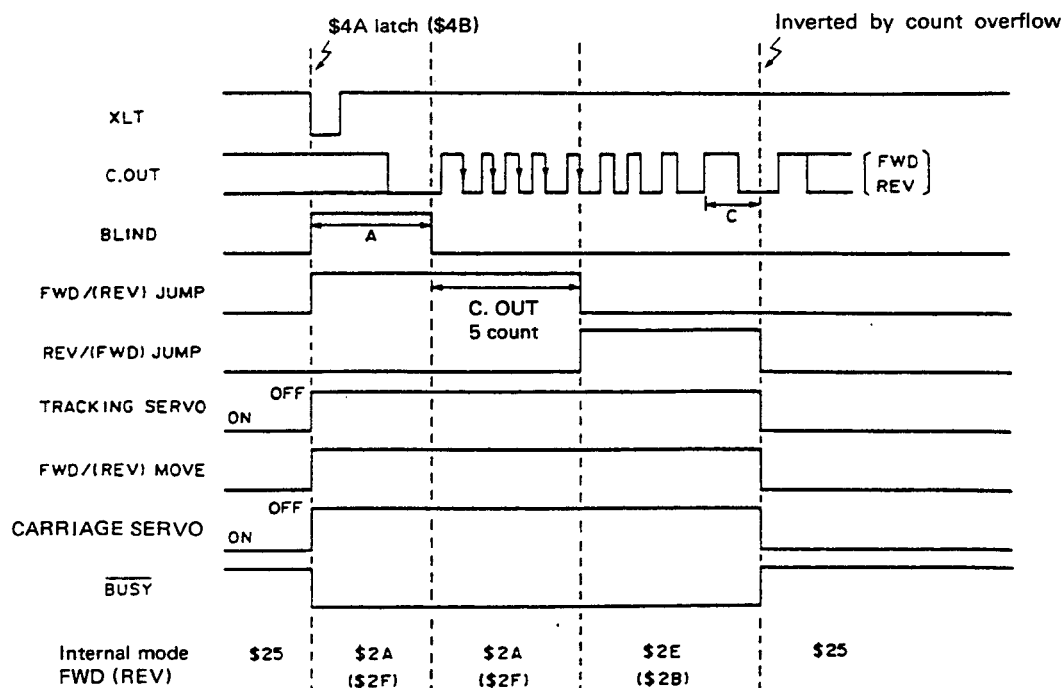 $4A latch ($4B)
Inverted by count overflow
XLT
C.OUT
FWD
REV
C
BLIND
A
FWD/(REV) JUMP
C. OUT
5 count
REV/(FWD) JUMP
OFF
TRACKING SERVO
ON
FWD/(REV) MOVE
OFF
CARRIAGE SERVO
ON
BUSY
Internal mode $25 $2A $2A $2E $25
FWD (REV) ($2F) ($2F) ($2B)